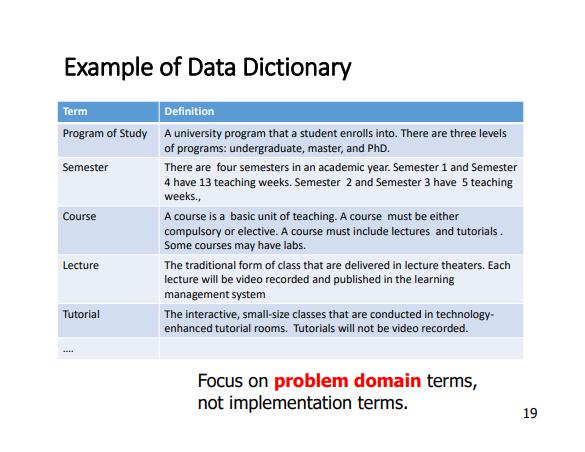 Example of Data Dictionary
Term Definition
Program of Study A university program that a student enrolls into. There are three levels
of programs: undergraduate, master, and PhD.
Semester There are four semesters in an academic year. Semester 1 and Semester
4 have 13 teaching weeks. Semester 2 and Semester 3 have 5 teaching
weeks.,
Course A course is a basic unit of teaching. A course must be either
compulsory or elective. A course must include lectures and tutorials .
Some courses may have labs.
Lecture The traditional form of class that are delivered in lecture theaters. Each
lecture will be video recorded and published in the learning
management system
Tutorial The interactive, small-size classes that are conducted in technology-
enhanced tutorial rooms. Tutorials will not be video recorded.
....
Focus on problem domain terms,
not implementation terms.
19